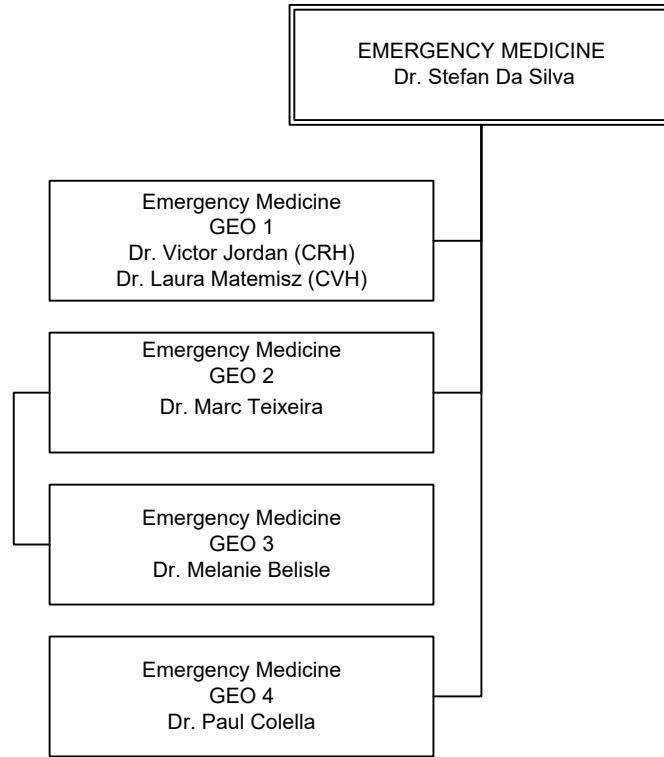 EMERGENCY MEDICINE
Dr. Stefan Da Silva
Emergency Medicine
GEO 1
Dr. Victor Jordan (CRH)
Dr. Laura Matemisz (CVH)
Emergency Medicine
GEO 2
Dr. Marc Teixeira
Emergency Medicine
GEO 3
Dr. Melanie Belisle
Emergency Medicine
GEO 4
Dr. Paul Colella